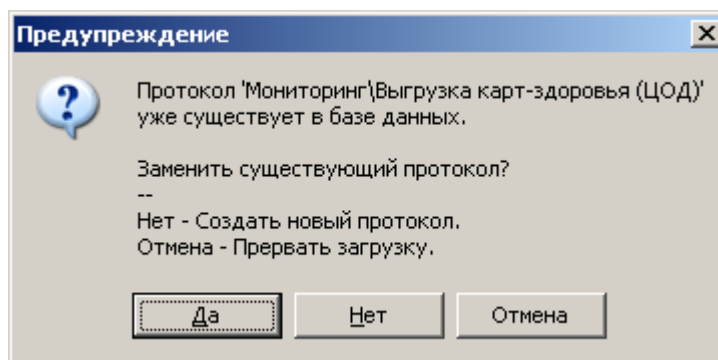 Предупреждение
Протокол 'Мониторинг\Выгрузка карт-здоровья (ЦОД)'
уже существует в базе данных.
Заменить существующий протокол?
--
Нет - Создать новый протокол.
Отмена - Прервать загрузку.
Да Нет Отмена